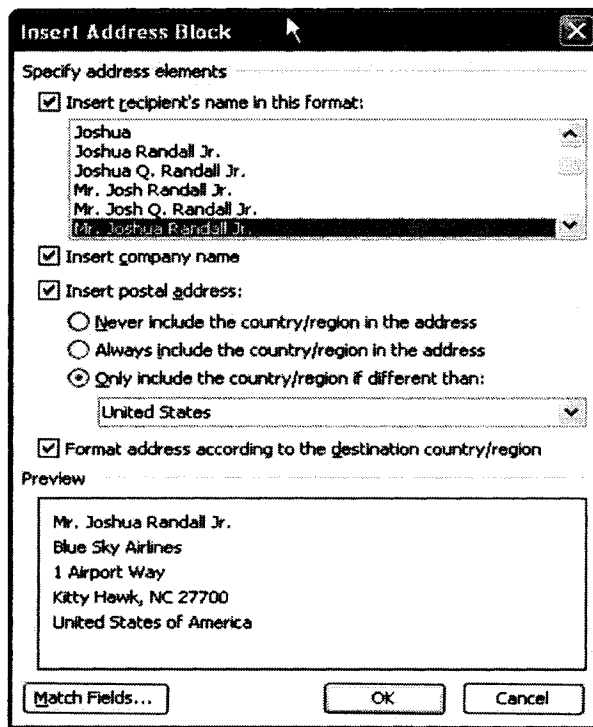 Insert Address Block
Specify address elements
Insert recipient's name in this format:
Joshua
Joshua Randall Jr.
Joshua Q. Randall Jr.
Mr. Josh Randall Jr.
Mr. Josh Q. Randall Jr.
Mr. Joshua Randall Jr.
Insert company name
Insert postal address:
Never include the country/region in the address
Always include the country/region in the address
Only include the country/region if different than:
United States
Format address according to the destination country/region
Preview
Mr. Joshua Randall Jr.
Blue Sky Airlines
1 Airport Way
Kitty Hawk, NC 27700
United States of America
Match Fields... OK Cancel